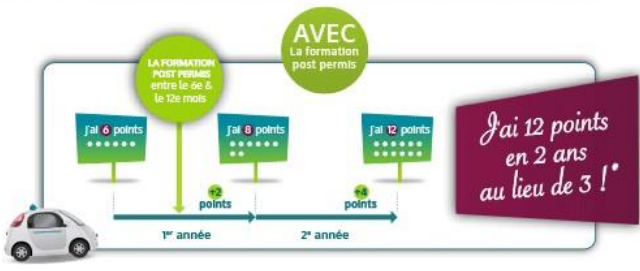 AVEC
La formation
post permis
LA FORMATION
POST PERMIS
entre le 6e &
le 12e mois
J'ai 6 points
J'ai 8 points
J'ai 12 points
J'ai 12 points
en 2 ans
au lieu de 3 !*
+2
points
+4
points
1er année
2e année